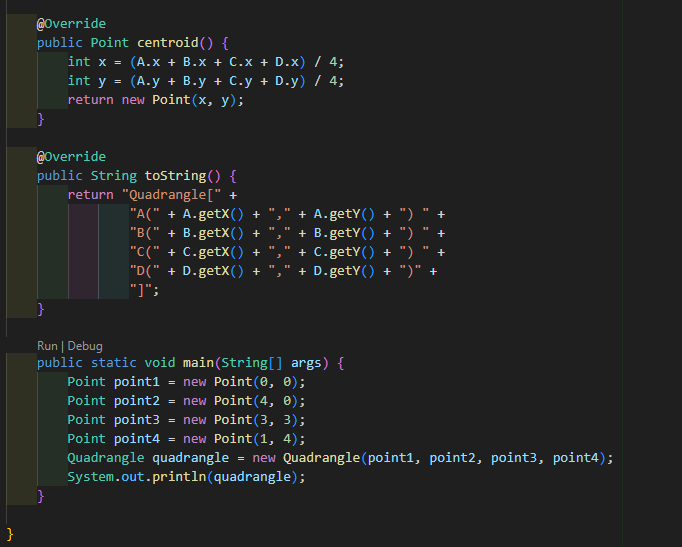 @Override
public Point centroid() {
int x = (A.x + B.x + C.x + D.x) / 4;
int y = (A.y + B.y + C.y + D.y) / 4;
return new Point(x, y);
}
@Override
public String toString() {
return "Quadrangle[" +
"A(" + A.getX() + "," + A.getY() + ") " +
"B(" + B.getX() + "," + B.getY() + ") " +
"C(" + C.getX() + "," + C.getY() + ") " +
"D(" + D.getX() + "," + D.getY() + ")" +
"]";
}
Run | Debug
public static void main(String[] args) {
Point point1 = new Point(0, 0);
Point point2 = new Point(4, 0);
Point point3 = new Point(3, 3);
Point point4 = new Point(1, 4);
Quadrangle quadrangle = new Quadrangle(point1, point2, point3, point4);
System.out.println(quadrangle);
}
}